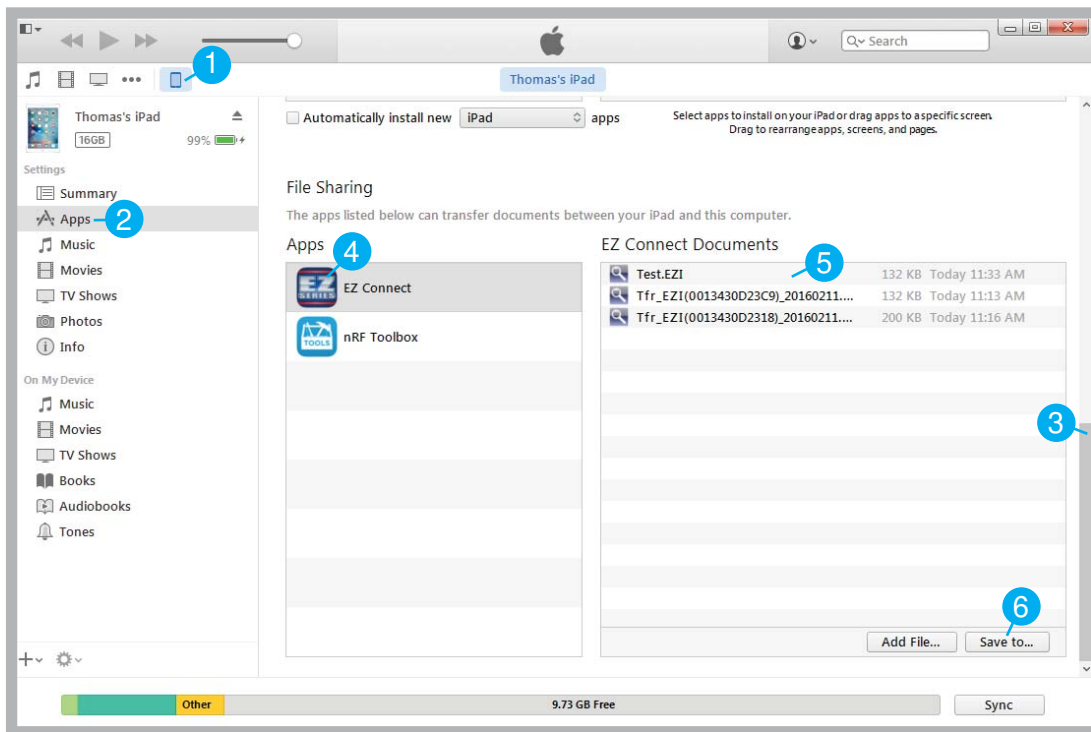 Search
1
Thomas's iPad
Thomas's iPad
16GB
99%
Automatically install new iPad apps
Select apps to install on your iPad or drag apps to a specific screen.
Drag to rearrange apps, screens, and pages.
Settings
Summary
Apps
2
Music
Movies
TV Shows
Photos
Info
On My Device
Music
Movies
TV Shows
Books
Audiobooks
Tones
File Sharing
The apps listed below can transfer documents between your iPad and this computer.
Apps
4
EZ SERIES
EZ Connect
TOOLS
nRF Toolbox
EZ Connect Documents
5
Test.EZI 132 KB Today 11:33 AM
Tfr_EZI(0013430D23C9)_20160211.... 132 KB Today 11:13 AM
Tfr_EZI(0013430D2318)_20160211.... 200 KB Today 11:16 AM
3
6
Add File... Save to...
Other 9.73 GB Free Sync